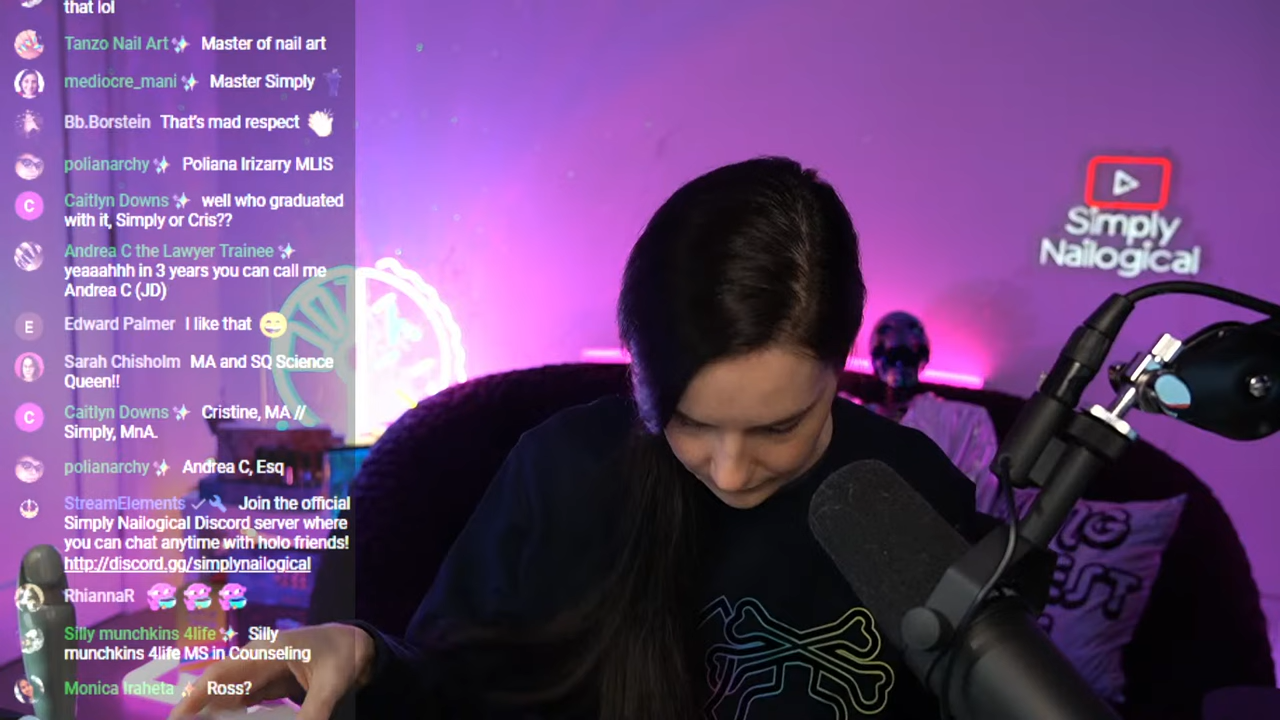 that lol
Tanzo Nail Art Master of nail art
mediocre_mani Master Simply
Bb.Borstein That's mad respect
polianarchy Poliana Irizarry MLIS
Caitlyn Downs well who graduated
with it, Simply or Cris??
Andrea C the Lawyer Trainee
yeaaahhh in 3 years you can call me
Andrea C (JD)
E Edward Palmer I like that
Sarah Chisholm MA and SQ Science
Queen!!
C Caitlyn Downs Cristine, MA //
Simply, MnA.
polianarchy Andrea C, Esq
StreamElements Join the official
Simply Nailogical Discord server where
you can chat anytime with holo friends!
http://discord.gg/simplynailogical
RhiannaR
Silly munchkins 4life Silly
munchkins 4life MS in Counseling
Monica Iraheta Ross?
Simply
Nailogical